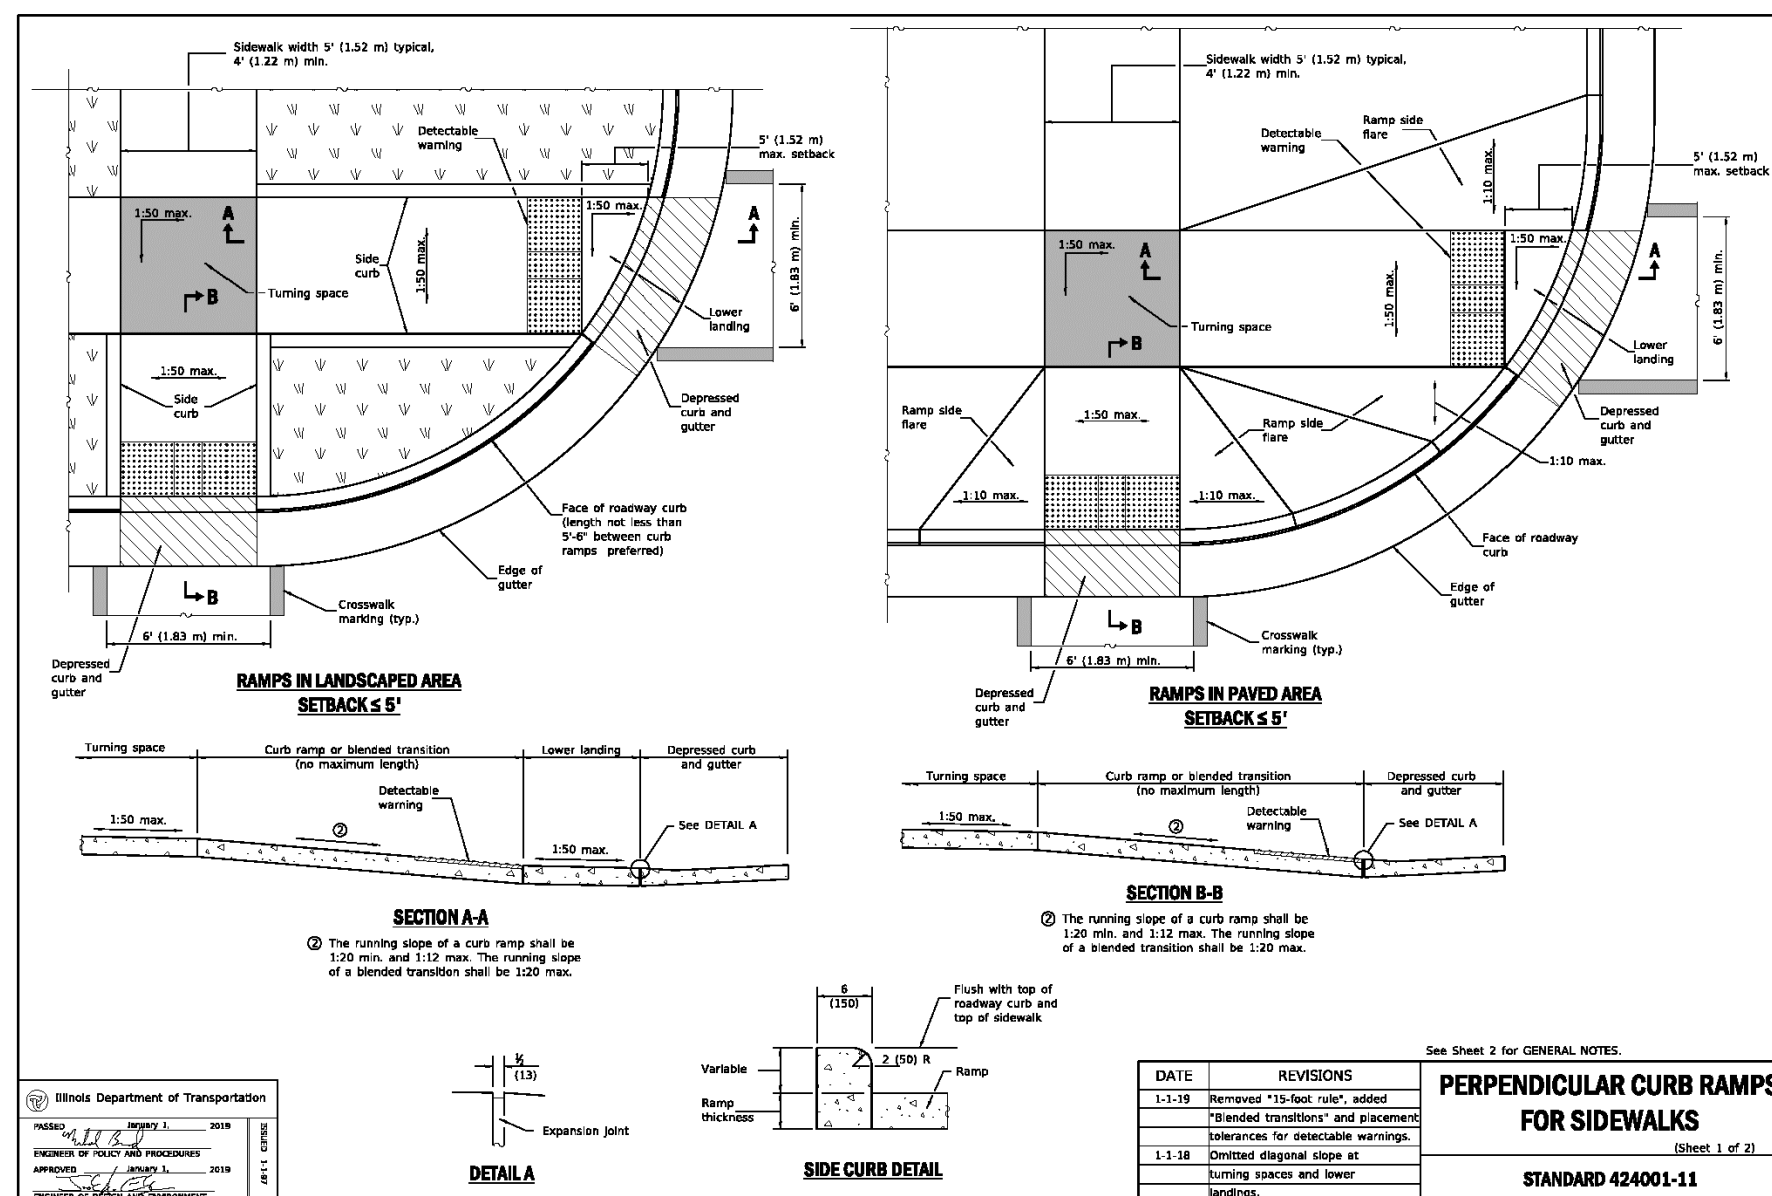 Sidewalk width 5' (1.52 m) typical,
4' (1.22 m) min.
Detectable
warning
5' (1.52 m)
max. setback
1:50 max.
A
1:50 max.
A
Side
curb
1:50 max.
6' (1.83 m) min.
B
Turning space
Lower
landing
1:50 max.
Side
curb
Depressed
curb and
gutter
Face of roadway curb
(length not less than
5'-6" between curb
ramps preferred)
Edge of
gutter
B
Crosswalk
marking (typ.)
6' (1.83 m) min.
Depressed
curb and
gutter
RAMPS IN LANDSCAPED AREA
SETBACK ≤ 5'
Sidewalk width 5' (1.52 m) typical,
4' (1.22 m) min.
Detectable
warning
Ramp side
flare
1:10 max.
5' (1.52 m)
max. setback
1:50 max.
A
1:50 max.
A
1:50 max.
6' (1.83 m) min.
Turning space
B
Lower
landing
Ramp side
flare
1:50 max.
Ramp side
flare
Depressed
curb and
gutter
1:10 max.
1:10 max.
1:10 max.
Face of roadway
curb
Edge of
gutter
B
Crosswalk
marking (typ.)
6' (1.83 m) min.
Depressed
curb and
gutter
RAMPS IN PAVED AREA
SETBACK ≤ 5'
Turning space
Curb ramp or blended transition
(no maximum length)
Lower landing
Depressed curb
and gutter
Detectable
warning
1:50 max.
2
See DETAIL A
1:50 max.
SECTION A-A
2 The running slope of a curb ramp shall be
1:20 min. and 1:12 max. The running slope
of a blended transition shall be 1:20 max.
Turning space
Curb ramp or blended transition
(no maximum length)
Depressed curb
and gutter
1:50 max.
2
Detectable
warning
See DETAIL A
SECTION B-B
2 The running slope of a curb ramp shall be
1:20 min. and 1:12 max. The running slope
of a blended transition shall be 1:20 max.
½
(13)
Expansion joint
DETAIL A
6
(150)
Flush with top of
roadway curb and
top of sidewalk
Variable
2 (50) R
Ramp
Ramp
thickness
SIDE CURB DETAIL
See Sheet 2 for GENERAL NOTES.
Illinois Department of Transportation
PASSED January 1, 2019
ENGINEER OF POLICY AND PROCEDURES
APPROVED January 1, 2019
ENGINEER OF DESIGN AND ENVIRONMENT
ISSUED 1-1-97
DATE REVISIONS
1-1-19 Removed "15-foot rule", added
"Blended transitions" and placement
tolerances for detectable warnings.
1-1-18 Omitted diagonal slope at
turning spaces and lower
landings.
PERPENDICULAR CURB RAMPS
FOR SIDEWALKS
(Sheet 1 of 2)
STANDARD 424001-11